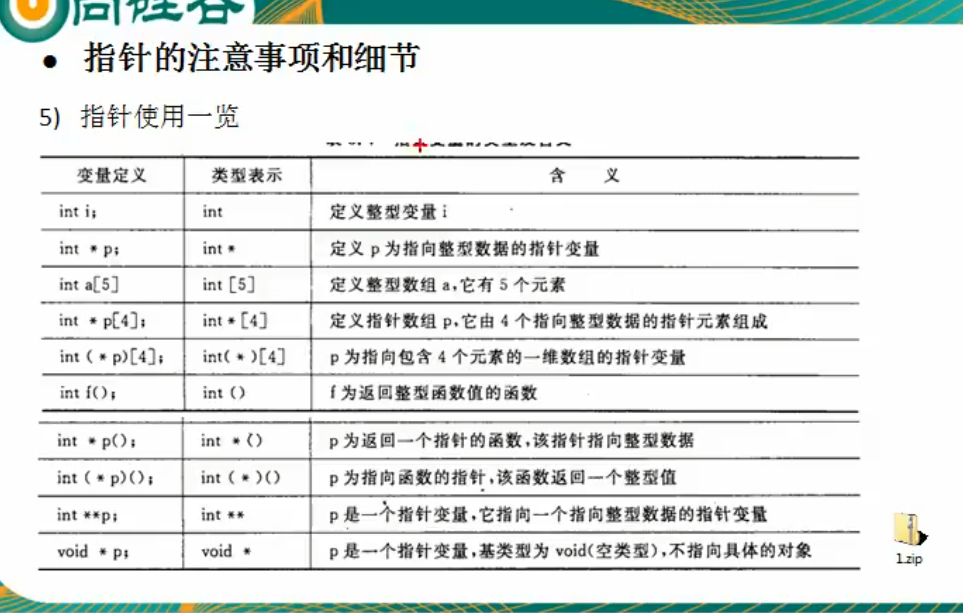 尚硅谷
● 指针的注意事项和细节
5) 指针使用一览
变量定义 类型表示 含 义
int i; int 定义整型变量 i
int * p; int * 定义 p 为指向整型数据的指针变量
int a[5] int [5] 定义整型数组 a,它有 5 个元素
int * p[4]; int * [4] 定义指针数组 p,它由 4 个指向整型数据的指针元素组成
int ( * p)[4]; int( * )[4] p 为指向包含 4 个元素的一维数组的指针变量
int f(); int () f 为返回整型函数值的函数
int * p(); int * () p 为返回一个指针的函数,该指针指向整型数据
int ( * p)(); int ( * )() p 为指向函数的指针,该函数返回一个整型值
int **p; int ** p 是一个指针变量,它指向一个指向整型数据的指针变量
void * p; void * p 是一个指针变量,基类型为 void(空类型),不指向具体的对象
1.zip